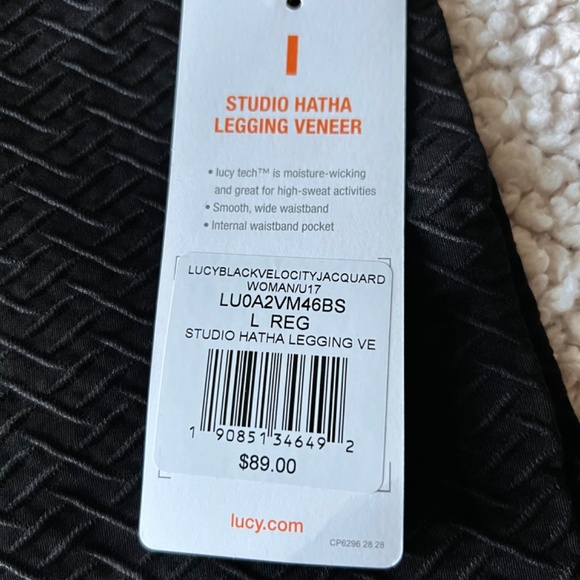 STUDIO HATHA
LEGGING VENEER
• lucy tech™ is moisture-wicking
and great for high-sweat activities
• Smooth, wide waistband
• Internal waistband pocket
LUCYBLACKVELOCITYJACQUARD
WOMAN/U17
LU0A2VM46BS
L REG
STUDIO HATHA LEGGING VE
1 90851 34649 2
$89.00
lucy.com
CP6296 28 28